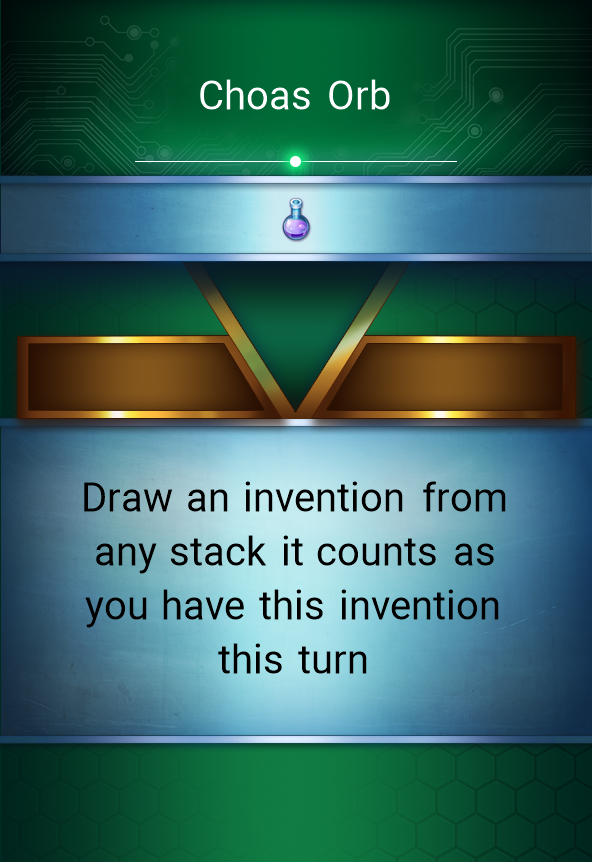 Choas Orb
Draw an invention from
any stack it counts as
you have this invention
this turn